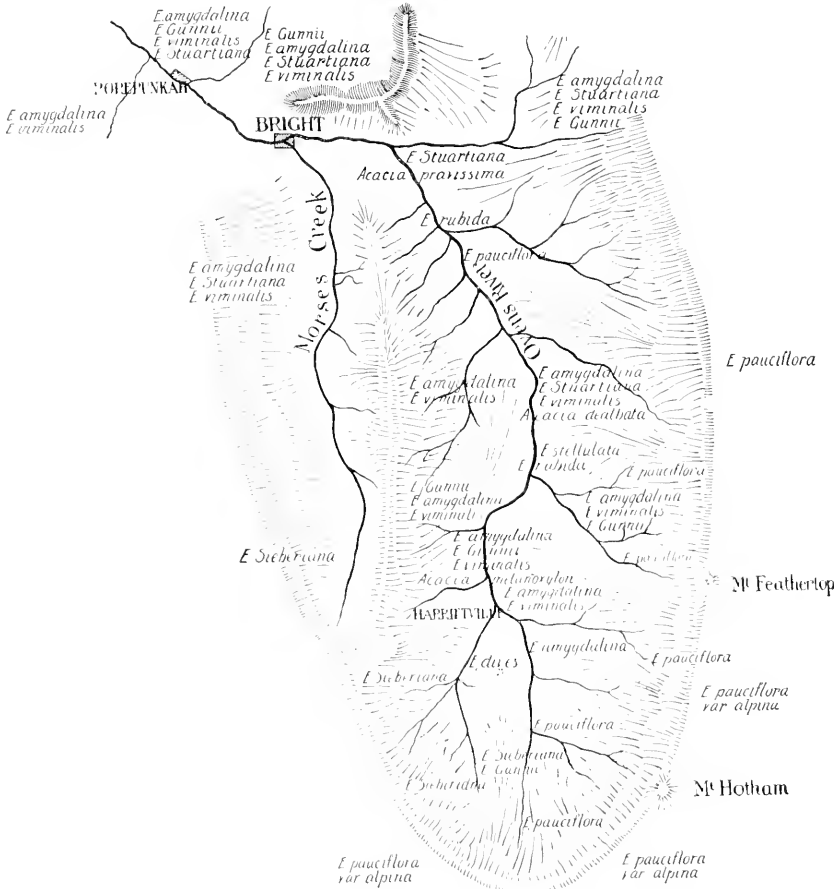 E amygdalina
E Gunnii
E viminalis
E Stuartiana
E Gunnii
E amygdalina
E Stuartiana
E viminalis
POREPUNKAH
E amygdalina
E viminalis
BRIGHT
E amygdalina
E Stuartiana
E viminalis
E Gunnii
E Stuartiana
Acacia pravissima
E rubida
E pauciflora
Morses Creek
Ovens River
E amygdalina
E Stuartiana
E viminalis
E pauciflora
E amygdalina
E viminalis
E amygdalina
E Stuartiana
E viminalis
Acacia dealbata
E stellulata
E rubida
E pauciflora
E Gunnii
E amygdalina
E viminalis
E amygdalina
E viminalis
E Gunnii
E pauciflora
E Sieberiana
E amygdalina
E Gunnii
E viminalis
Acacia melanoxylon
E amygdalina
E viminalis
Mt Feathertop
HARRIETVILLE
E amygdalina
E pauciflora
E dives
E Sieberiana
E pauciflora
var alpina
E pauciflora
E Sieberiana
E Gunnii
E Sieberiana
Mt Hotham
E pauciflora
E pauciflora
var alpina
E pauciflora
var alpina